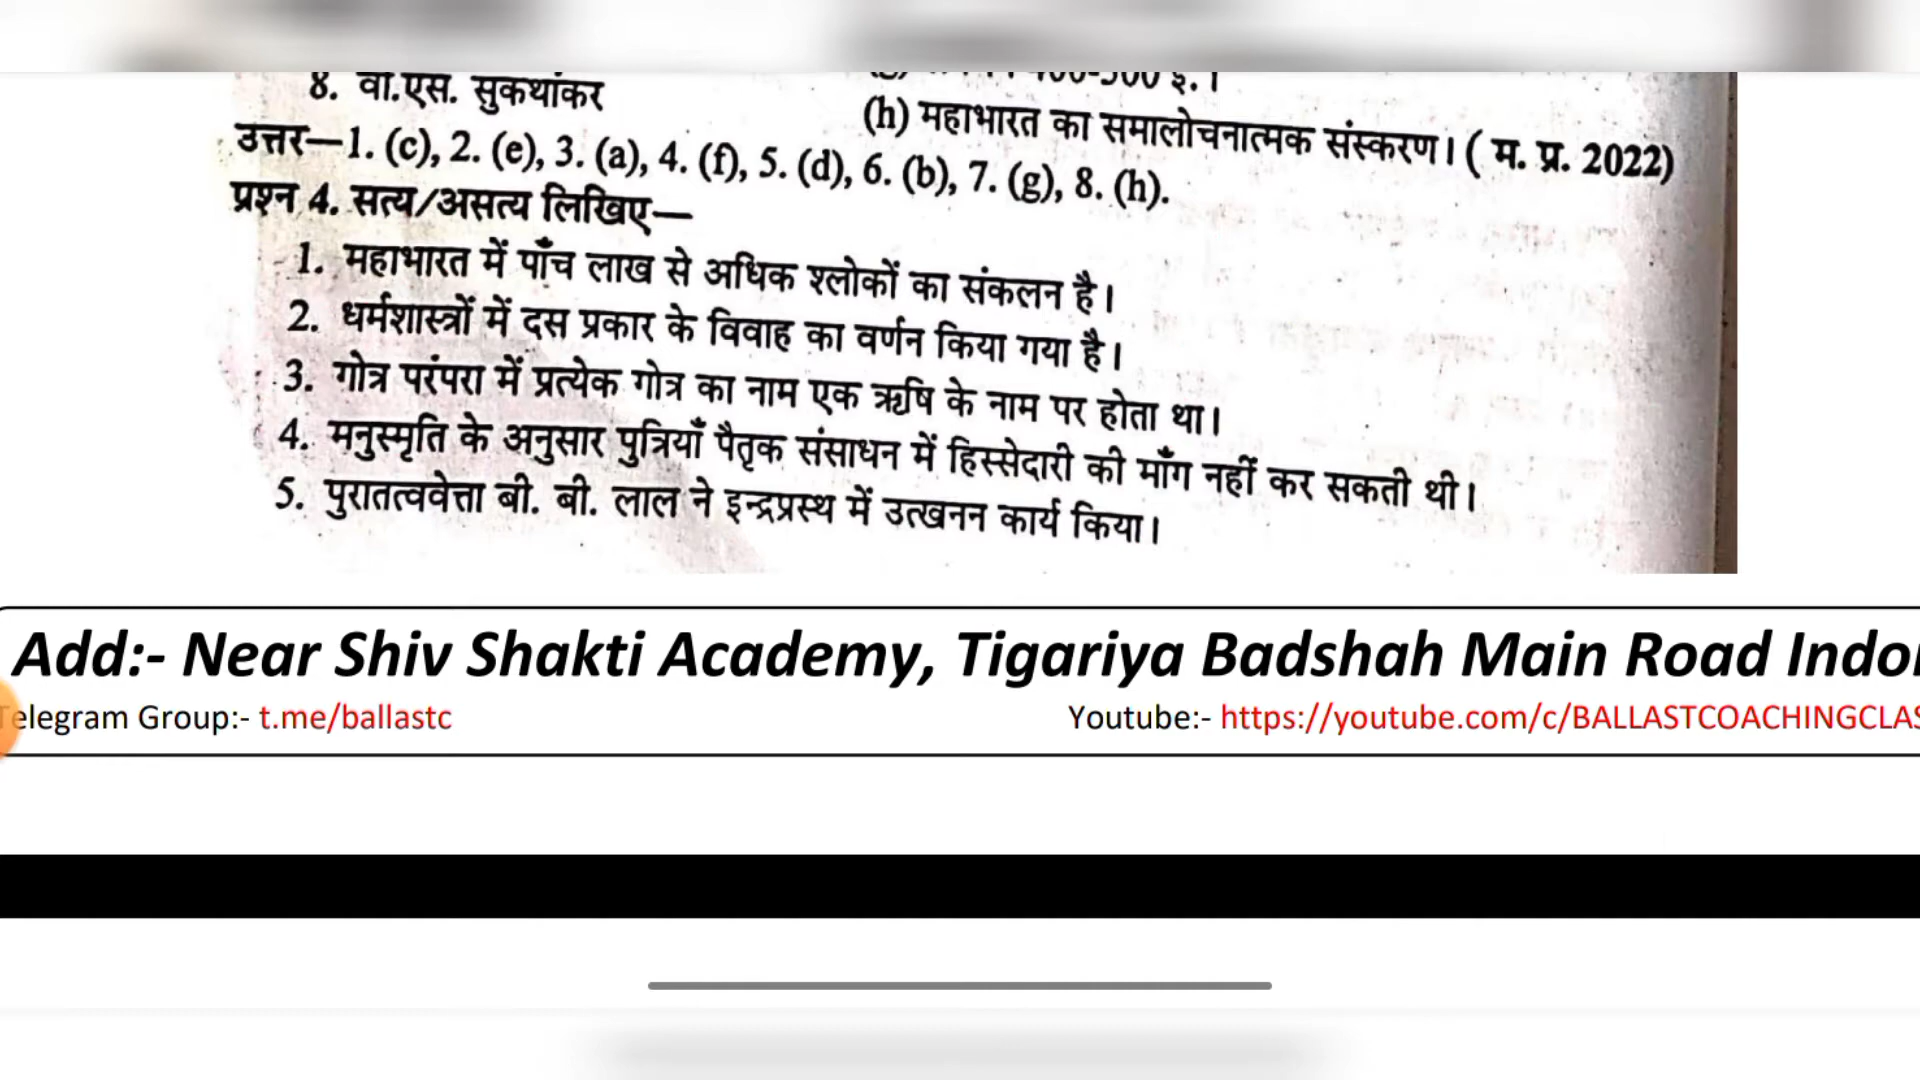 8. वी.एस. सुकथांकर
(h) महाभारत का समालोचनात्मक संस्करण। ( म. प्र. 2022)
उत्तर—1. (c), 2. (e), 3. (a), 4. (f), 5. (d), 6. (b), 7. (g), 8. (h).
प्रश्न 4. सत्य/असत्य लिखिए—
1. महाभारत में पाँच लाख से अधिक श्लोकों का संकलन है।
2. धर्मशास्त्रों में दस प्रकार के विवाह का वर्णन किया गया है।
3. गोत्र परंपरा में प्रत्येक गोत्र का नाम एक ऋषि के नाम पर होता था।
4. मनुस्मृति के अनुसार पुत्रियाँ पैतृक संसाधन में हिस्सेदारी की माँग नहीं कर सकती थी।
5. पुरातत्ववेत्ता बी. बी. लाल ने इन्द्रप्रस्थ में उत्खनन कार्य किया।
Add:- Near Shiv Shakti Academy, Tigariya Badshah Main Road Indor
elegram Group:- t.me/ballastc
Youtube:- https://youtube.com/c/BALLASTCOACHINGCLAS